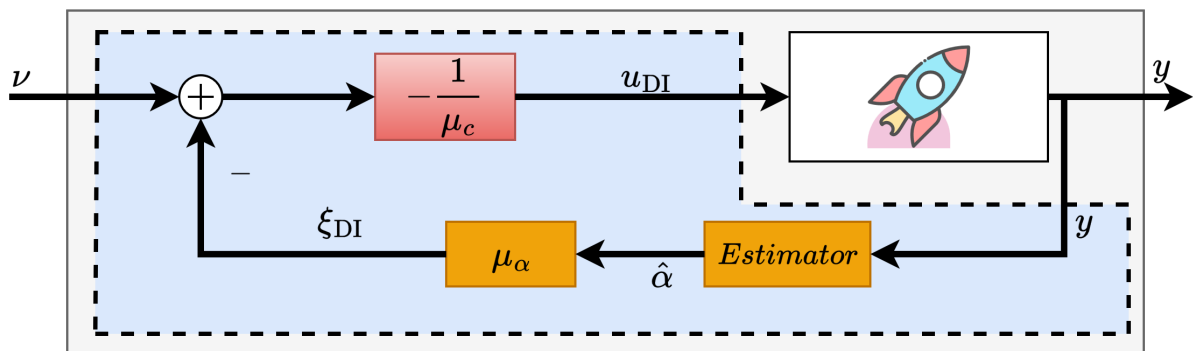 ν
+
−1/μ_c
u_DI
y
−
ξ_DI
μ_α
α̂
Estimator
y